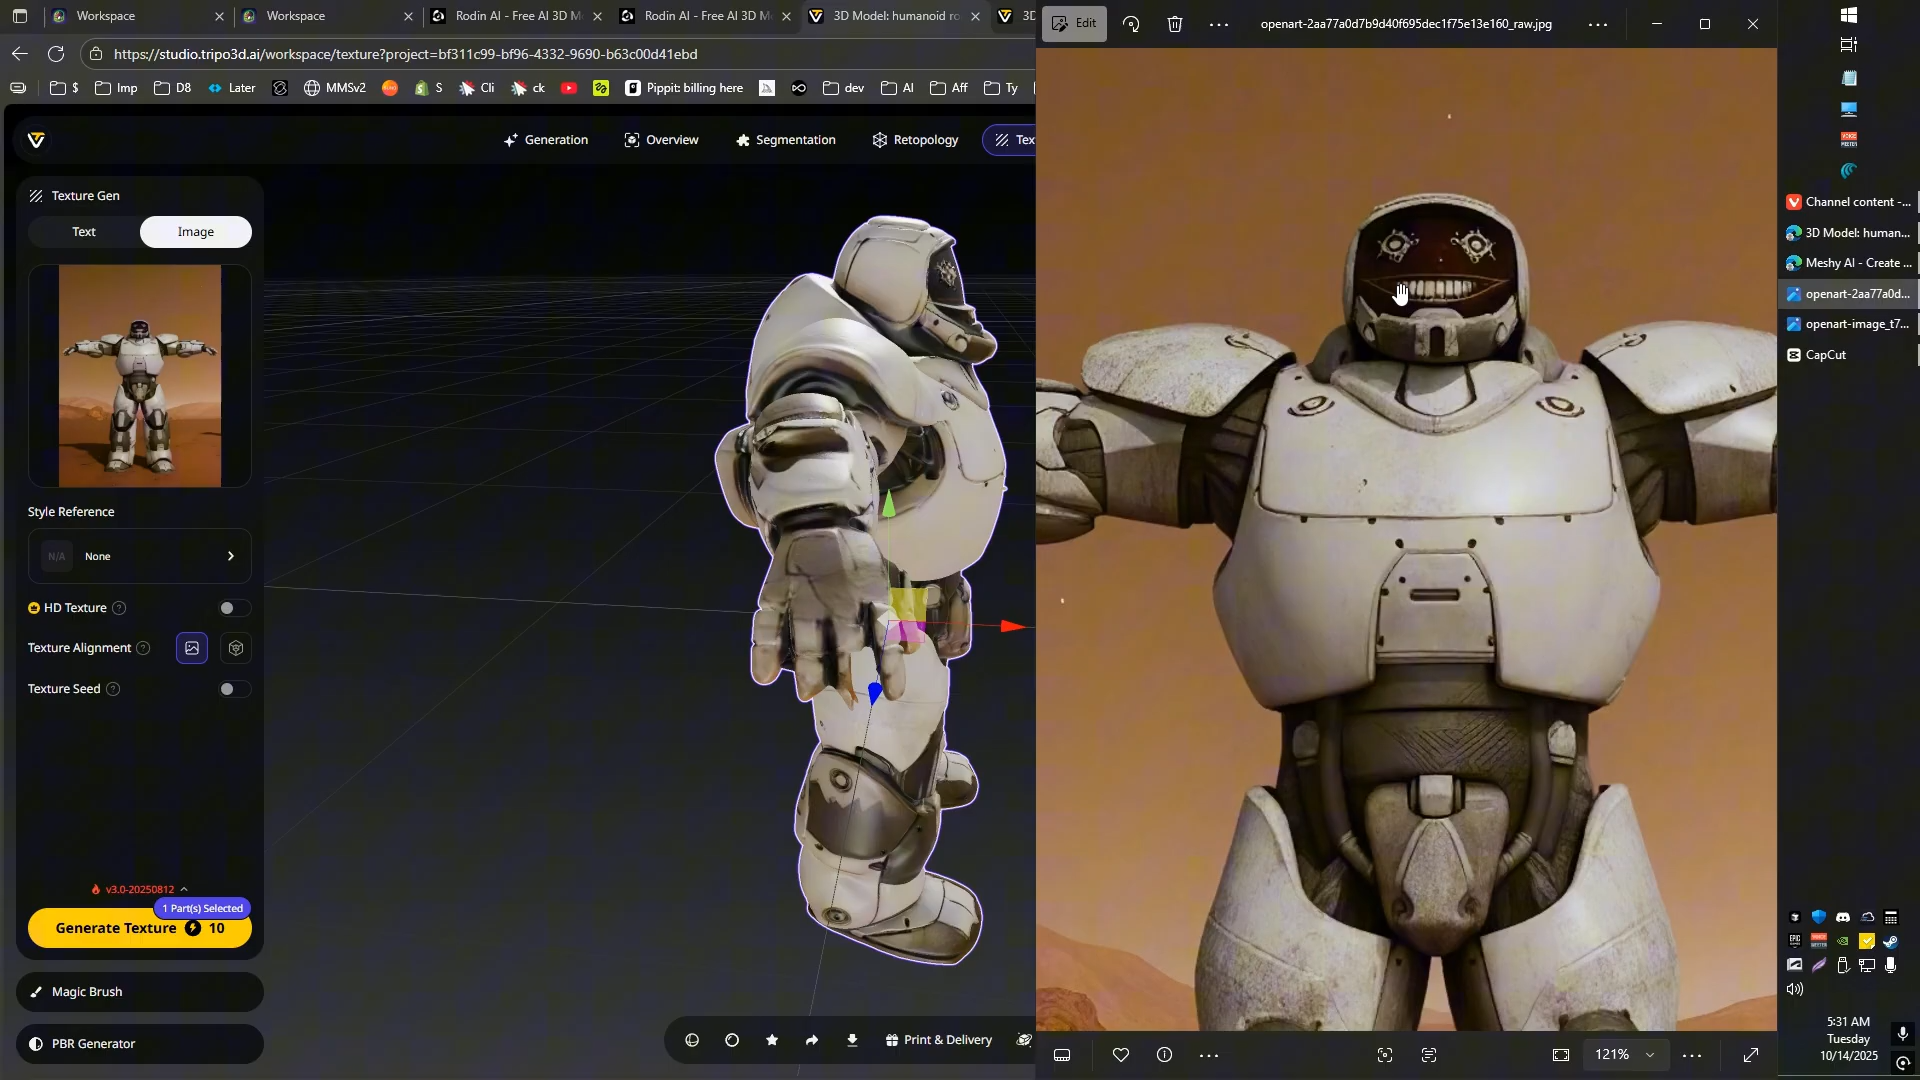 Workspace
Workspace
Rodin AI - Free AI 3D M
Rodin AI - Free AI 3D M
3D Model: humanoid ro
3D
https://studio.tripo3d.ai/workspace/texture?project=bf311c99-bf96-4332-9690-b63c00d41ebd
$
Imp
D8
Later
MMSv2
S
Cli
ck
Pippit: billing here
dev
AI
Aff
Ty
Generation
Overview
Segmentation
Retopology
Tex
Texture Gen
Text
Image
Style Reference
N/A
None
HD Texture
Texture Alignment
Texture Seed
v3.0-20250812
1 Part(s) Selected
Generate Texture
10
Magic Brush
PBR Generator
Print & Delivery
Edit
openart-2aa77a0d7b9d40f695dec1f75e13e160_raw.jpg
121%
Channel content -...
3D Model: human...
Meshy AI - Create ...
openart-2aa77a0d...
openart-image_t7...
CapCut
5:31 AM
Tuesday
10/14/2025